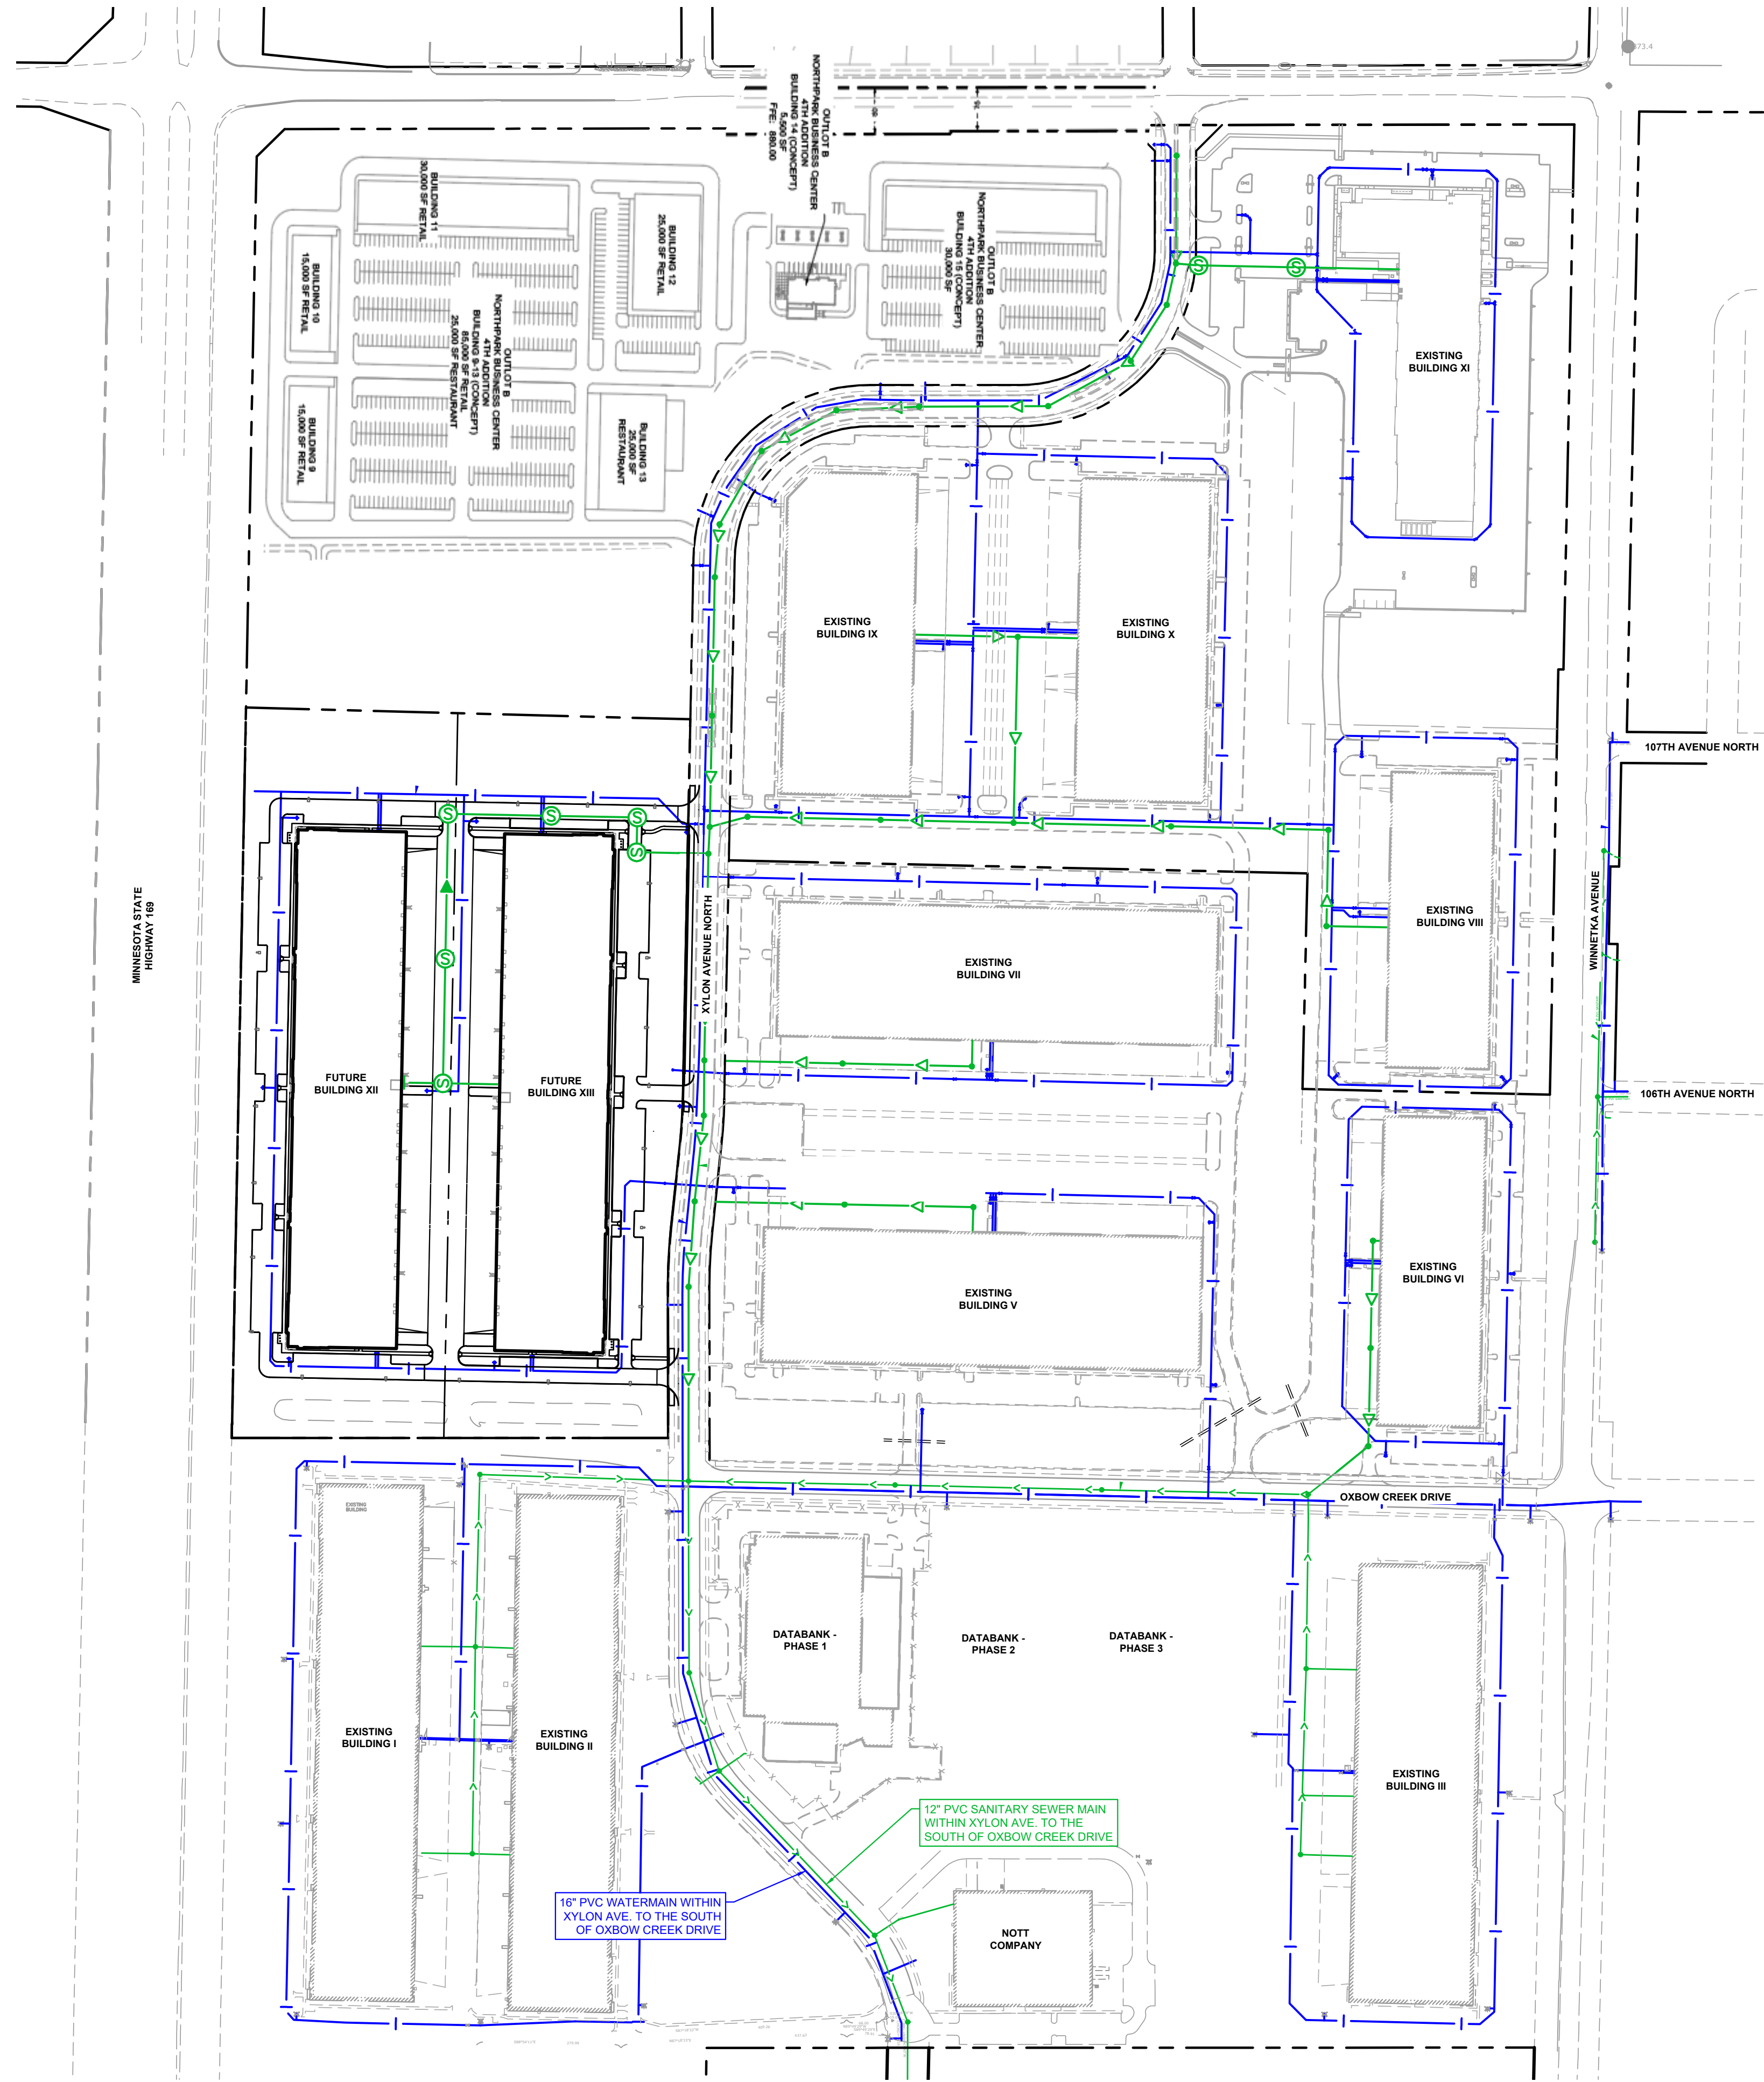 73.4
OUTLOT B
NORTHPARK BUSINESS CENTER
4TH ADDITION
BUILDING 14 (CONCEPT)
5,500 SF
FFE: 880.00
80
76
BUILDING 11
30,000 SF RETAIL
BUILDING 12
25,000 SF RETAIL
OUTLOT B
NORTHPARK BUSINESS CENTER
4TH ADDITION
BUILDING 15 (CONCEPT)
30,000 SF
BUILDING 10
15,000 SF RETAIL
OUTLOT B
NORTHPARK BUSINESS CENTER
4TH ADDITION
BUILDING 9-13 (CONCEPT)
85,000 SF RETAIL
25,000 SF RESTAURANT
BUILDING 9
15,000 SF RETAIL
BUILDING 13
25,000 SF
RESTAURANT
S
S
EXISTING
BUILDING XI
EXISTING
BUILDING IX
EXISTING
BUILDING X
107TH AVENUE NORTH
S
S
S
S
MINNESOTA STATE
HIGHWAY 169
XYLON AVENUE NORTH
EXISTING
BUILDING VII
EXISTING
BUILDING VIII
WINNETKA AVENUE
S
S
FUTURE
BUILDING XII
FUTURE
BUILDING XIII
106TH AVENUE NORTH
EXISTING
BUILDING V
EXISTING
BUILDING VI
OXBOW CREEK DRIVE
EXISTING
BUILDING
DATABANK -
PHASE 1
DATABANK -
PHASE 2
DATABANK -
PHASE 3
EXISTING
BUILDING I
EXISTING
BUILDING II
EXISTING
BUILDING III
12" PVC SANITARY SEWER MAIN
WITHIN XYLON AVE. TO THE
SOUTH OF OXBOW CREEK DRIVE
16" PVC WATERMAIN WITHIN
XYLON AVE. TO THE SOUTH
OF OXBOW CREEK DRIVE
NOTT
COMPANY